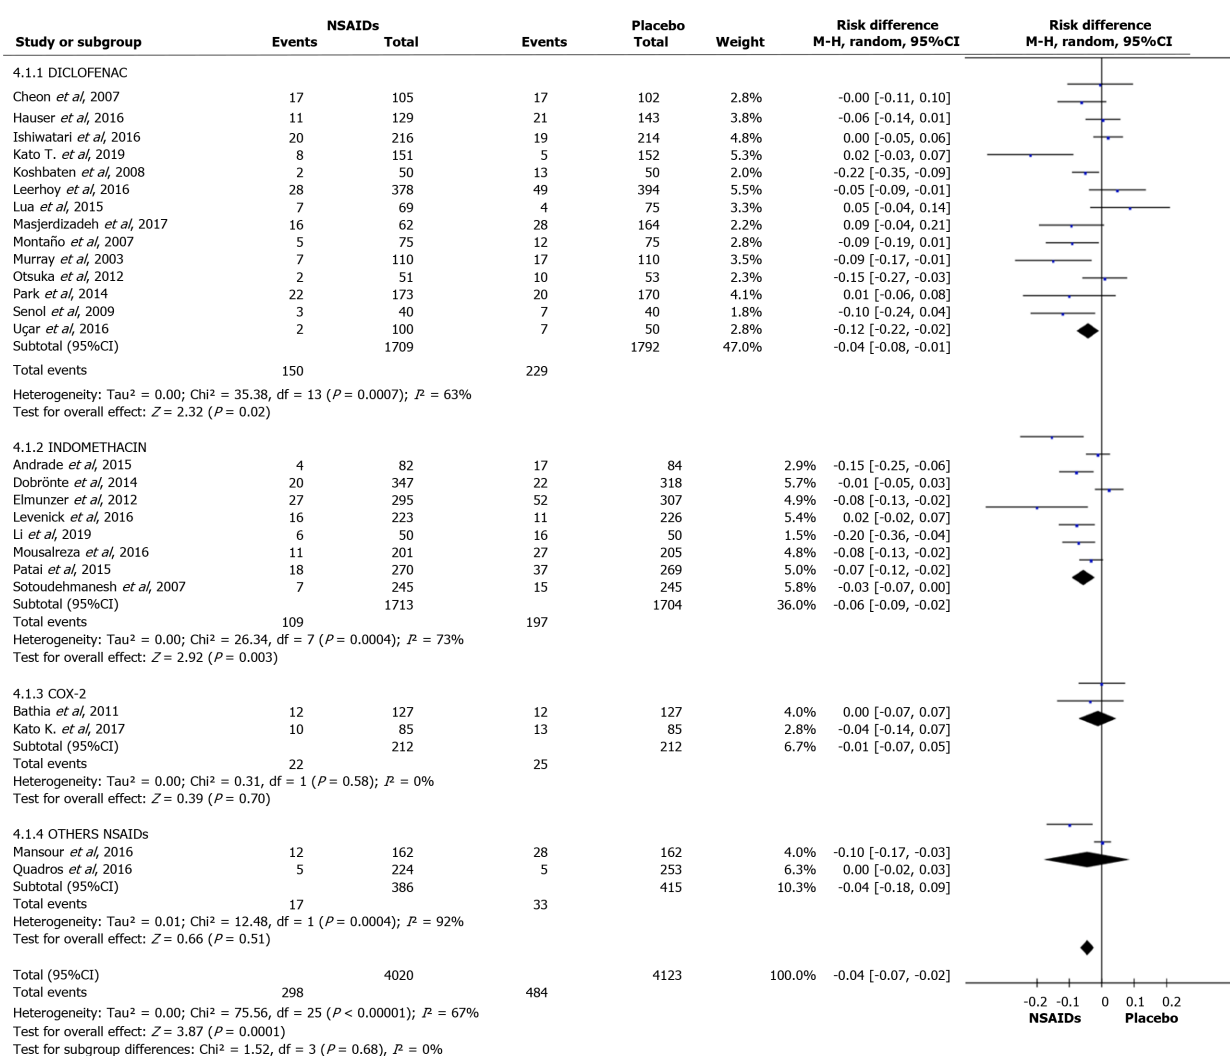 NSAIDs Placebo Risk difference Risk difference
Study or subgroup Events Total Events Total Weight M-H, random, 95%CI M-H, random, 95%CI
4.1.1 DICLOFENAC
Cheon et al, 2007 17 105 17 102 2.8% -0.00 [-0.11, 0.10]
Hauser et al, 2016 11 129 21 143 3.8% -0.06 [-0.14, 0.01]
Ishiwatari et al, 2016 20 216 19 214 4.8% 0.00 [-0.05, 0.06]
Kato T. et al, 2019 8 151 5 152 5.3% 0.02 [-0.03, 0.07]
Koshbaten et al, 2008 2 50 13 50 2.0% -0.22 [-0.35, -0.09]
Leerhoy et al, 2016 28 378 49 394 5.5% -0.05 [-0.09, -0.01]
Lua et al, 2015 7 69 4 75 3.3% 0.05 [-0.04, 0.14]
Masjerdizadeh et al, 2017 16 62 28 164 2.2% 0.09 [-0.04, 0.21]
Montaño et al, 2007 5 75 12 75 2.8% -0.09 [-0.19, 0.01]
Murray et al, 2003 7 110 17 110 3.5% -0.09 [-0.17, -0.01]
Otsuka et al, 2012 2 51 10 53 2.3% -0.15 [-0.27, -0.03]
Park et al, 2014 22 173 20 170 4.1% 0.01 [-0.06, 0.08]
Senol et al, 2009 3 40 7 40 1.8% -0.10 [-0.24, 0.04]
Uçar et al, 2016 2 100 7 50 2.8% -0.12 [-0.22, -0.02]
Subtotal (95%CI) 1709 1792 47.0% -0.04 [-0.08, -0.01]
Total events 150 229
Heterogeneity: Tau² = 0.00; Chi² = 35.38, df = 13 (P = 0.0007); I² = 63%
Test for overall effect: Z = 2.32 (P = 0.02)
4.1.2 INDOMETHACIN
Andrade et al, 2015 4 82 17 84 2.9% -0.15 [-0.25, -0.06]
Dobrönte et al, 2014 20 347 22 318 5.7% -0.01 [-0.05, 0.03]
Elmunzer et al, 2012 27 295 52 307 4.9% -0.08 [-0.13, -0.02]
Levenick et al, 2016 16 223 11 226 5.4% 0.02 [-0.02, 0.07]
Li et al, 2019 6 50 16 50 1.5% -0.20 [-0.36, -0.04]
Mousalreza et al, 2016 11 201 27 205 4.8% -0.08 [-0.13, -0.02]
Patai et al, 2015 18 270 37 269 5.0% -0.07 [-0.12, -0.02]
Sotoudehmanesh et al, 2007 7 245 15 245 5.8% -0.03 [-0.07, 0.00]
Subtotal (95%CI) 1713 1704 36.0% -0.06 [-0.09, -0.02]
Total events 109 197
Heterogeneity: Tau² = 0.00; Chi² = 26.34, df = 7 (P = 0.0004); I² = 73%
Test for overall effect: Z = 2.92 (P = 0.003)
4.1.3 COX-2
Bathia et al, 2011 12 127 12 127 4.0% 0.00 [-0.07, 0.07]
Kato K. et al, 2017 10 85 13 85 2.8% -0.04 [-0.14, 0.07]
Subtotal (95%CI) 212 212 6.7% -0.01 [-0.07, 0.05]
Total events 22 25
Heterogeneity: Tau² = 0.00; Chi² = 0.31, df = 1 (P = 0.58); I² = 0%
Test for overall effect: Z = 0.39 (P = 0.70)
4.1.4 OTHERS NSAIDs
Mansour et al, 2016 12 162 28 162 4.0% -0.10 [-0.17, -0.03]
Quadros et al, 2016 5 224 5 253 6.3% 0.00 [-0.02, 0.03]
Subtotal (95%CI) 386 415 10.3% -0.04 [-0.18, 0.09]
Total events 17 33
Heterogeneity: Tau² = 0.01; Chi² = 12.48, df = 1 (P = 0.0004); I² = 92%
Test for overall effect: Z = 0.66 (P = 0.51)
Total (95%CI) 4020 4123 100.0% -0.04 [-0.07, -0.02]
Total events 298 484
Heterogeneity: Tau² = 0.00; Chi² = 75.56, df = 25 (P < 0.00001); I² = 67%
Test for overall effect: Z = 3.87 (P = 0.0001)
Test for subgroup differences: Chi² = 1.52, df = 3 (P = 0.68), I² = 0%
-0.2 -0.1 0 0.1 0.2
NSAIDs Placebo